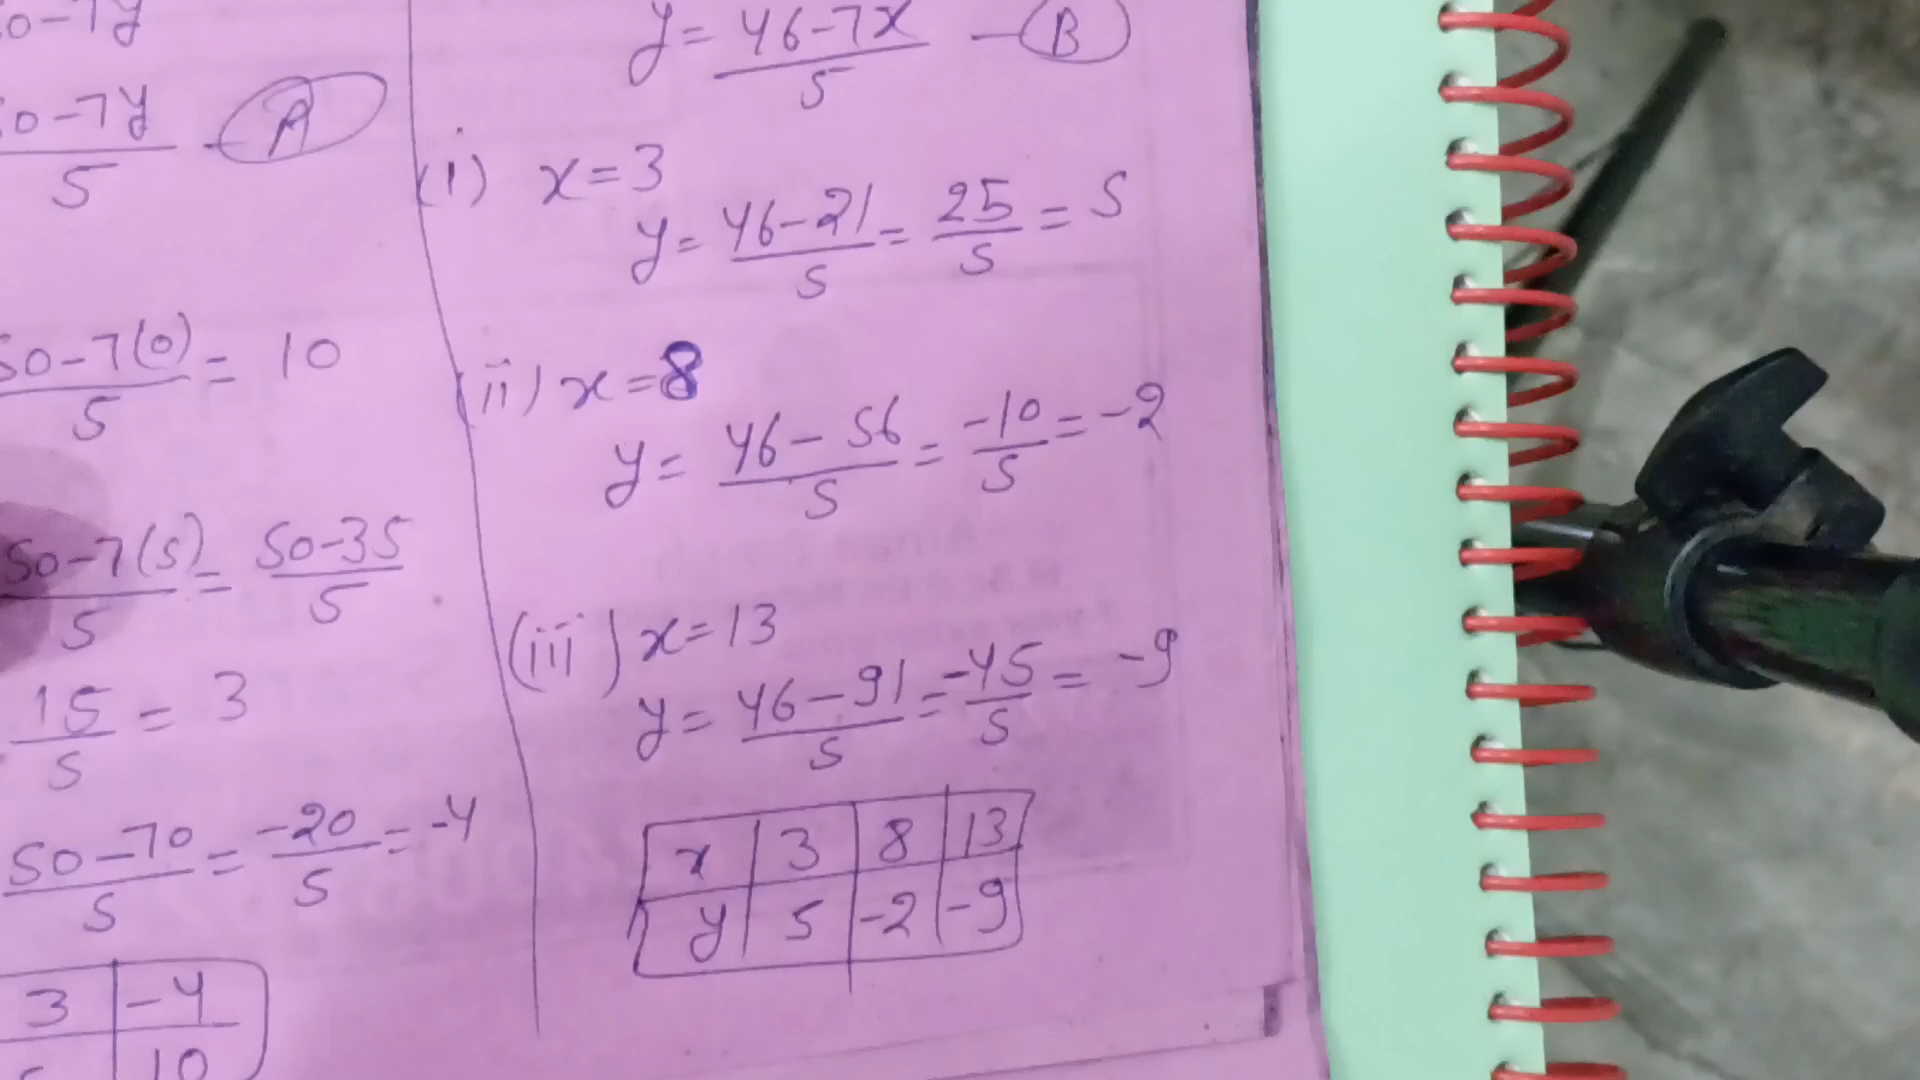 0-7y
0-7y/5 - (A)
50-7(0)/5 = 10
50-7(5)/5 = 50-35/5
15/5 = 3
50-70/5 = -20/5 = -4
3 | -4
10
y = 46-7x/5 - (B)
(i) x=3
y = 46-21/5 = 25/5 = 5
(ii) x=8
y = 46-56/5 = -10/5 = -2
(iii) x=13
y = 46-91/5 = -45/5 = -9
x | 3 | 8 | 13
y | 5 | -2 | -9